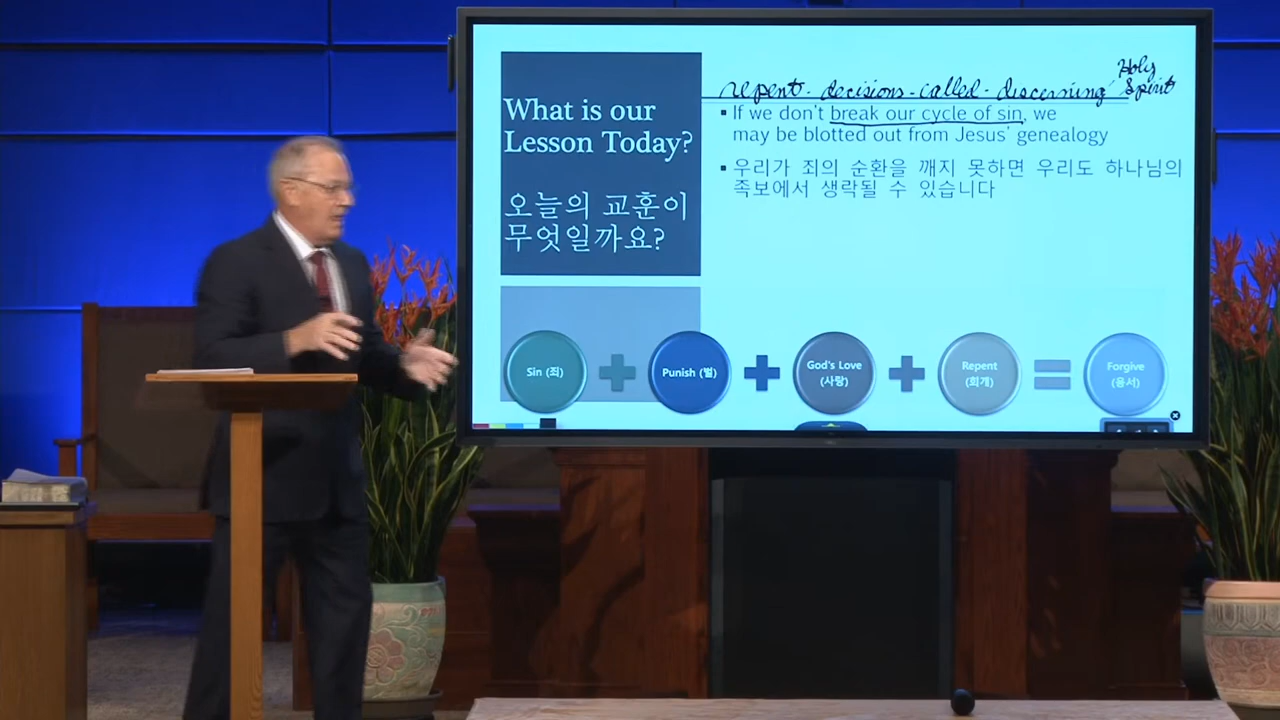 What is our
Lesson Today?
오늘의 교훈이
무엇일까요?
repent - decisions - called - discerning Holy
Spirit
▪ If we don't break our cycle of sin, we
may be blotted out from Jesus' genealogy
▪ 우리가 죄의 순환을 깨지 못하면 우리도 하나님의
족보에서 생략될 수 있습니다
Sin (죄)
Punish (벌)
God's Love
(사랑)
Repent
(회개)
Forgive
(용서)